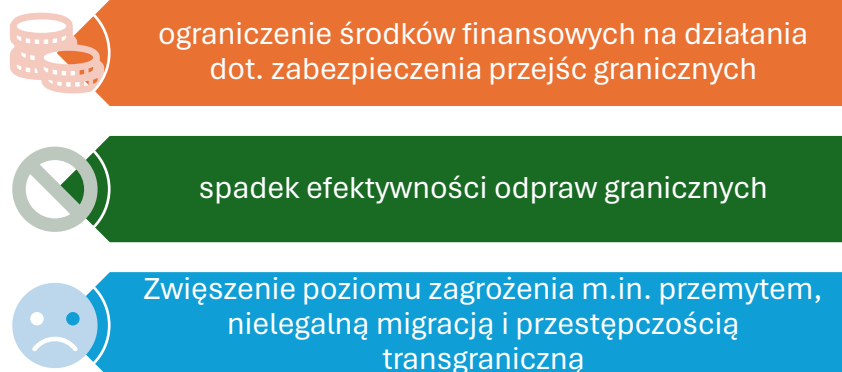 ograniczenie środków finansowych na działania
dot. zabezpieczenia przejśc granicznych
spadek efektywności odpraw granicznych
Zwięszenie poziomu zagrożenia m.in. przemytem,
nielegalną migracją i przestępczością
transgraniczną